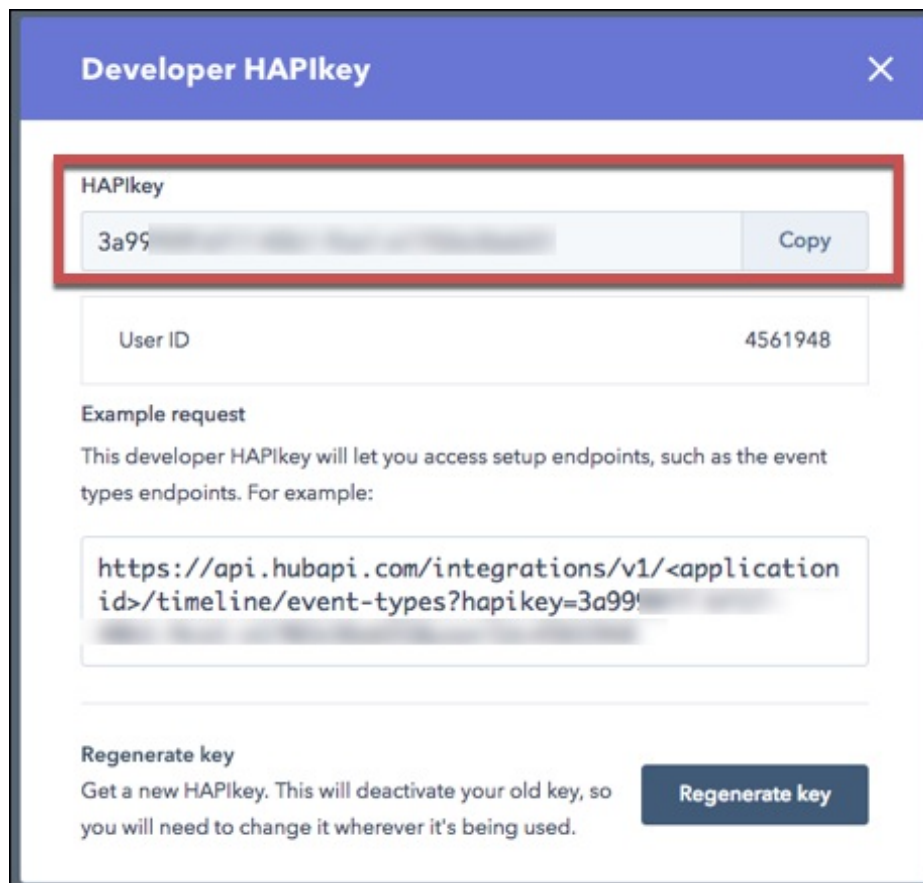 Developer HAPIkey
HAPIkey
3a99
Copy
User ID
4561948
Example request
This developer HAPIkey will let you access setup endpoints, such as the event
types endpoints. For example:
https://api.hubapi.com/integrations/v1/<application
id>/timeline/event-types?hapikey=3a999
Regenerate key
Get a new HAPIkey. This will deactivate your old key, so
you will need to change it wherever it's being used.
Regenerate key